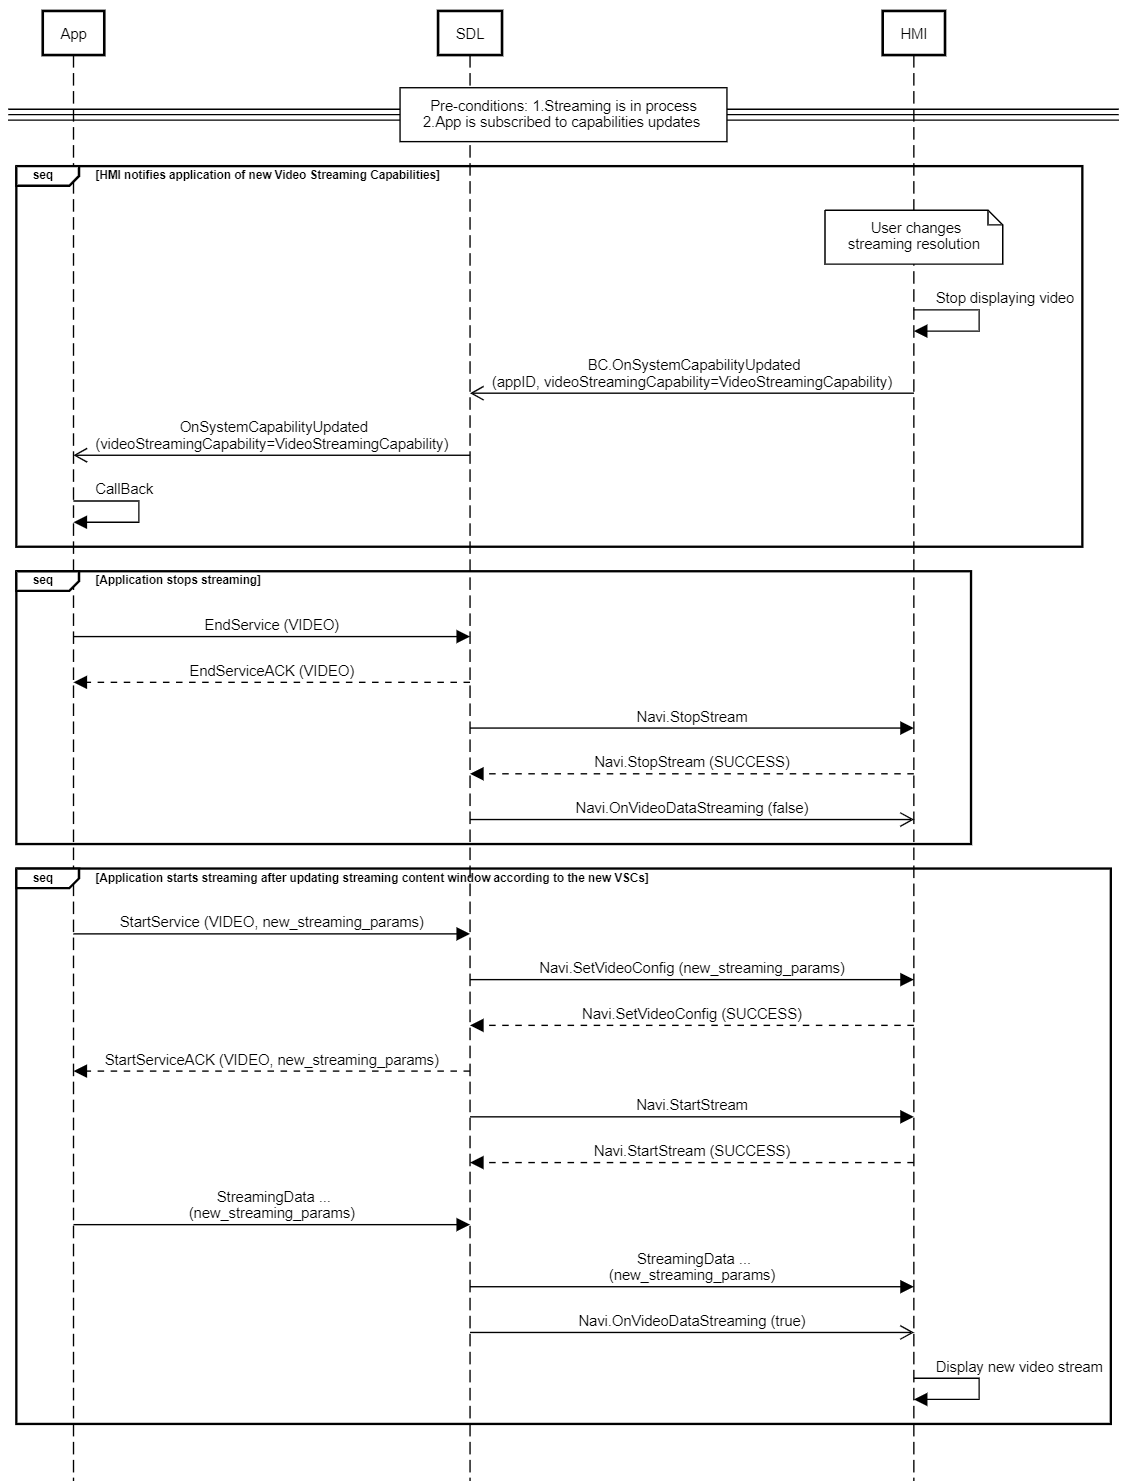 App
SDL
HMI
Pre-conditions: 1.Streaming is in process
2.App is subscribed to capabilities updates
seq
[HMI notifies application of new Video Streaming Capabilities]
User changes
streaming resolution
Stop displaying video
BC.OnSystemCapabilityUpdated
(appID, videoStreamingCapability=VideoStreamingCapability)
OnSystemCapabilityUpdated
(videoStreamingCapability=VideoStreamingCapability)
CallBack
seq
[Application stops streaming]
EndService (VIDEO)
EndServiceACK (VIDEO)
Navi.StopStream
Navi.StopStream (SUCCESS)
Navi.OnVideoDataStreaming (false)
seq
[Application starts streaming after updating streaming content window according to the new VSCs]
StartService (VIDEO, new_streaming_params)
Navi.SetVideoConfig (new_streaming_params)
Navi.SetVideoConfig (SUCCESS)
StartServiceACK (VIDEO, new_streaming_params)
Navi.StartStream
Navi.StartStream (SUCCESS)
StreamingData ...
(new_streaming_params)
StreamingData ...
(new_streaming_params)
Navi.OnVideoDataStreaming (true)
Display new video stream